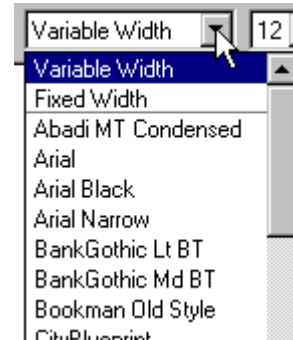 Variable Width 12
Variable Width
Fixed Width
Abadi MT Condensed
Arial
Arial Black
Arial Narrow
BankGothic Lt BT
BankGothic Md BT
Bookman Old Style
CityBlueprint